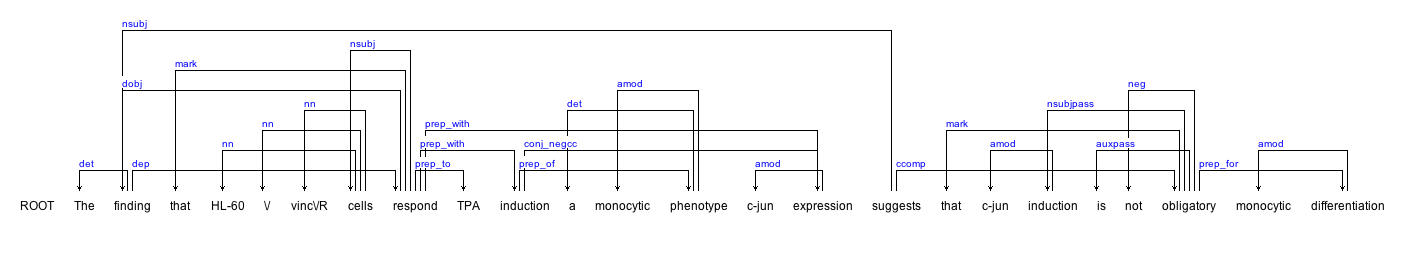 nsubj
nsubj
mark
dobj amod neg
nn det nsubjpass
nn prep_with mark
nn prep_with conj_negcc amod auxpass amod
det dep prep_to prep_of amod ccomp prep_for
ROOT The finding that HL-60 \/ vinc\/R cells respond TPA induction a monocytic phenotype c-jun expression suggests that c-jun induction is not obligatory monocytic differentiation